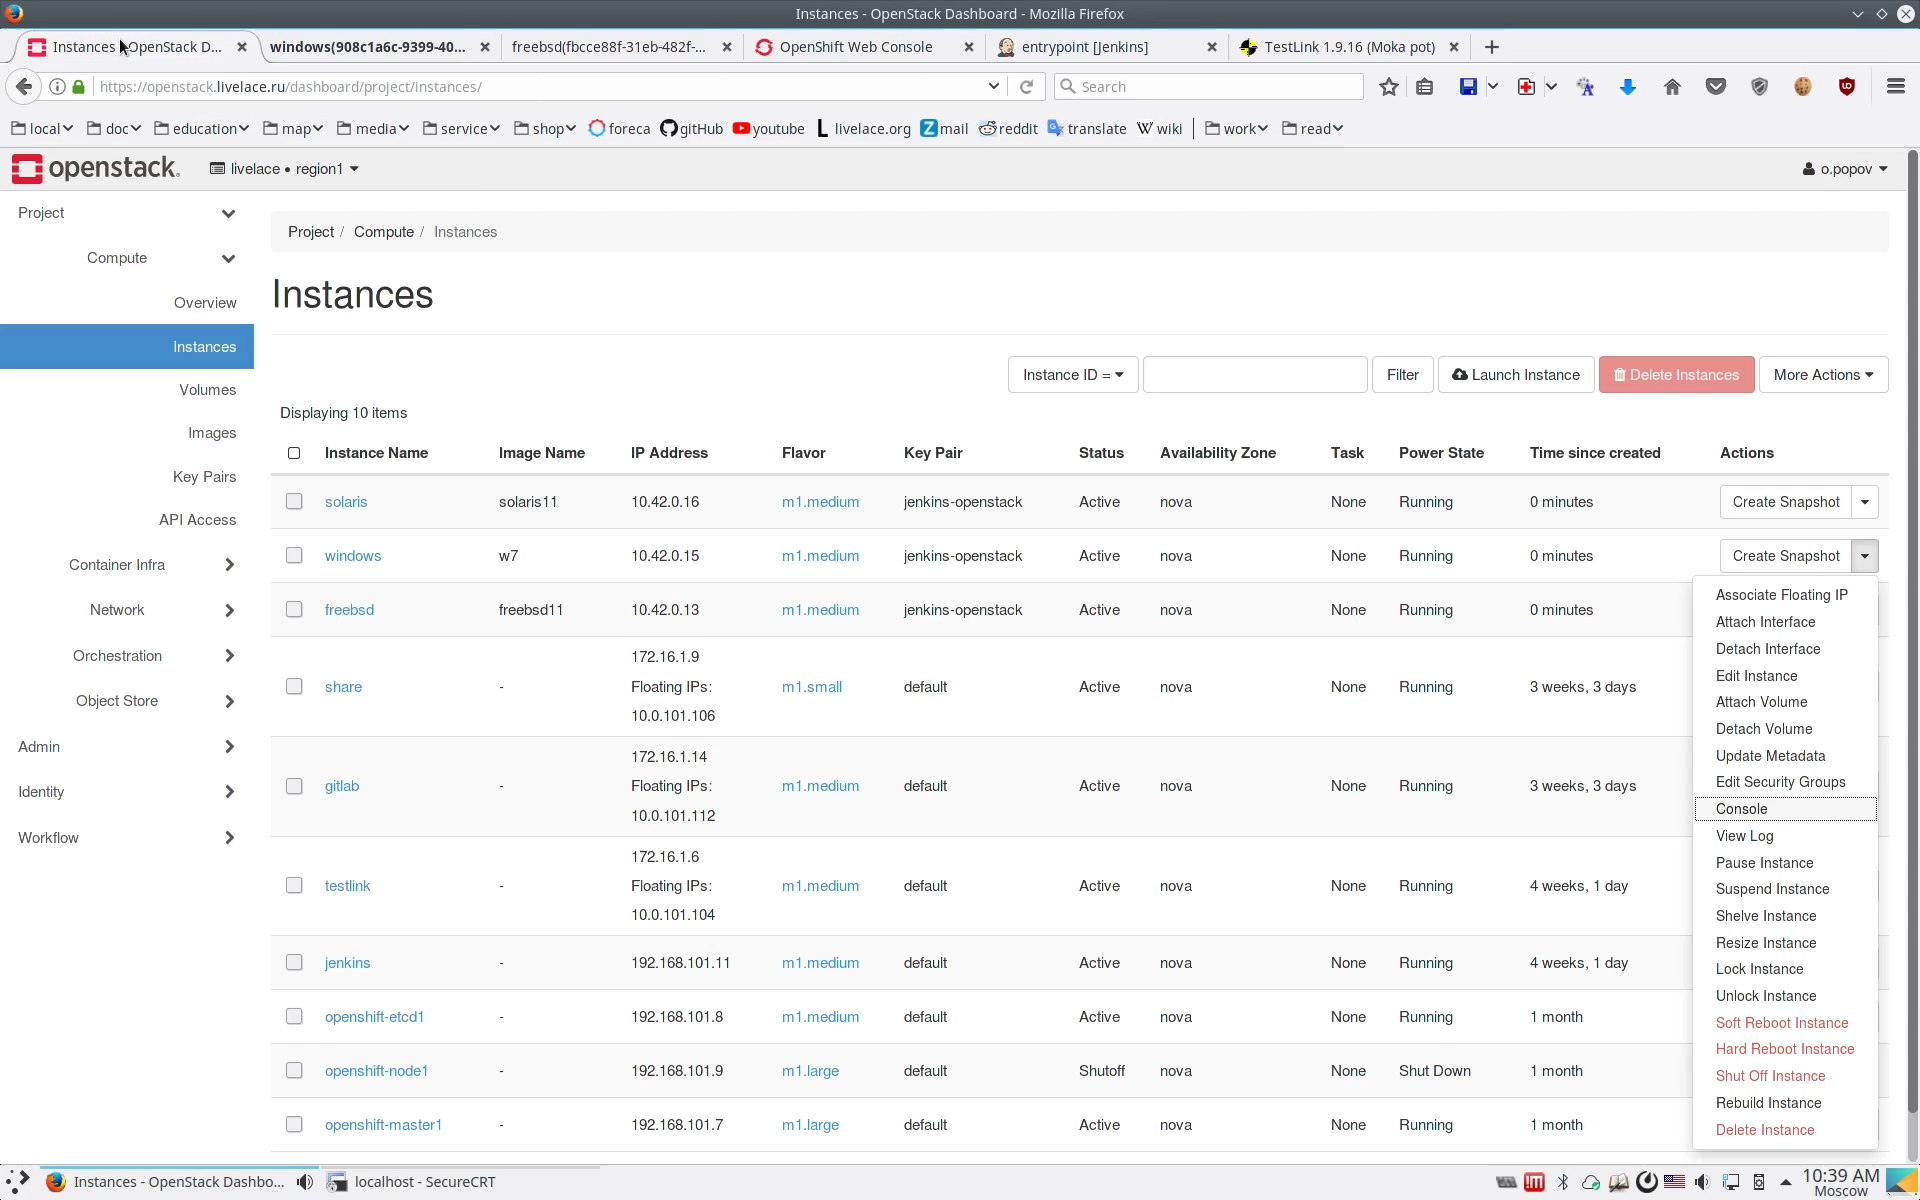 Instances - OpenStack Dashboard - Mozilla Firefox
Instances OpenStack D...
windows(908c1a6c-9399-40...
freebsd(fbcce88f-31eb-482f-...
OpenShift Web Console
entrypoint [Jenkins]
TestLink 1.9.16 (Moka pot)
https://openstack.livelace.ru/dashboard/project/instances/
Search
local
doc
education
map
media
service
shop
foreca
gitHub
youtube
livelace.org
mail
reddit
translate
wiki
work
read
openstack.
livelace • region1
o.popov
Project
Compute
Overview
Instances
Volumes
Images
Key Pairs
API Access
Container Infra
Network
Orchestration
Object Store
Admin
Identity
Workflow
Project / Compute / Instances
Instances
Instance ID =
Filter
Launch Instance
Delete Instances
More Actions
Displaying 10 items
Instance Name Image Name IP Address Flavor Key Pair Status Availability Zone Task Power State Time since created Actions
solaris solaris11 10.42.0.16 m1.medium jenkins-openstack Active nova None Running 0 minutes Create Snapshot
windows w7 10.42.0.15 m1.medium jenkins-openstack Active nova None Running 0 minutes Create Snapshot
freebsd freebsd11 10.42.0.13 m1.medium jenkins-openstack Active nova None Running 0 minutes
172.16.1.9
share - Floating IPs: m1.small default Active nova None Running 3 weeks, 3 days
10.0.101.106
172.16.1.14
gitlab - Floating IPs: m1.medium default Active nova None Running 3 weeks, 3 days
10.0.101.112
172.16.1.6
testlink - Floating IPs: m1.medium default Active nova None Running 4 weeks, 1 day
10.0.101.104
jenkins - 192.168.101.11 m1.medium default Active nova None Running 4 weeks, 1 day
openshift-etcd1 - 192.168.101.8 m1.medium default Active nova None Running 1 month
openshift-node1 - 192.168.101.9 m1.large default Shutoff nova None Shut Down 1 month
openshift-master1 - 192.168.101.7 m1.large default Active nova None Running 1 month
Associate Floating IP
Attach Interface
Detach Interface
Edit Instance
Attach Volume
Detach Volume
Update Metadata
Edit Security Groups
Console
View Log
Pause Instance
Suspend Instance
Shelve Instance
Resize Instance
Lock Instance
Unlock Instance
Soft Reboot Instance
Hard Reboot Instance
Shut Off Instance
Rebuild Instance
Delete Instance
Instances - OpenStack Dashbo...
localhost - SecureCRT
10:39 AM
Moscow